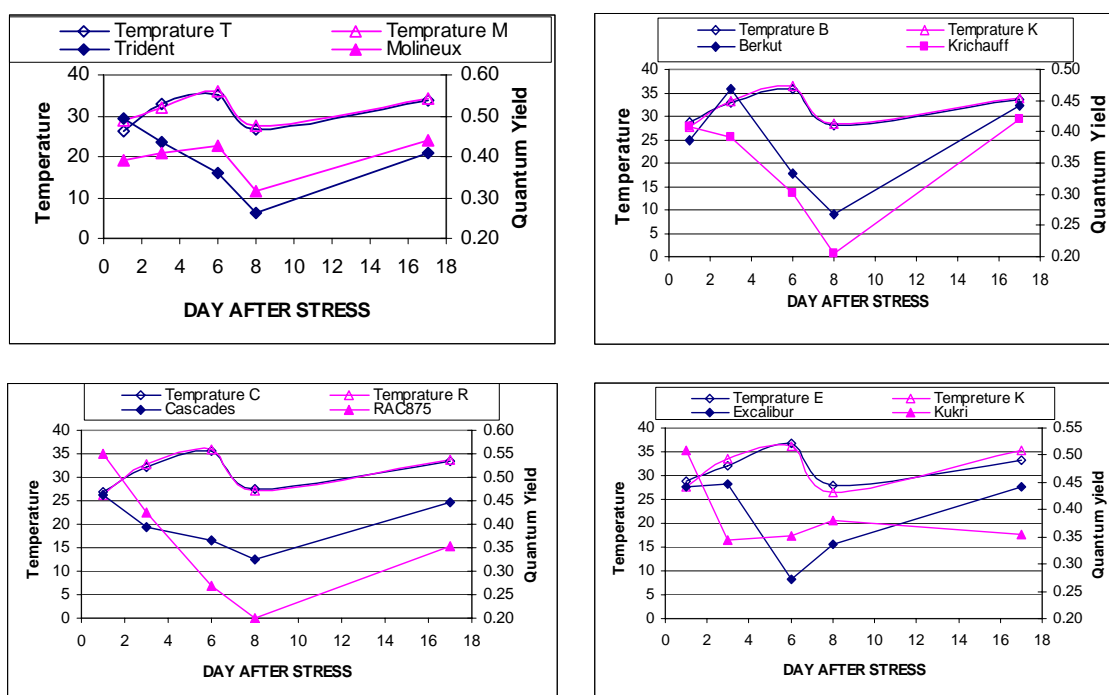 Temprature T Temprature M
Trident Molineux
40 0.60
30 0.50
20 0.40
10 0.30
0 0.20
Temperature
Quantum Yield
0 2 4 6 8 10 12 14 16 18
DAY AFTER STRESS
Temprature B Temprature K
Berkut Krichauff
40 0.50
35 0.45
30 0.40
25 0.35
20 0.30
15 0.25
10 0.20
5
0
Temperature
Quantum Yield
0 2 4 6 8 10 12 14 16 18
DAY AFTER STRESS
Temprature C Temprature R
Cascades RAC875
40 0.60
35 0.55
30 0.50
25 0.45
20 0.40
15 0.35
10 0.30
5 0.25
0 0.20
Temperature
Quantum Yield
0 2 4 6 8 10 12 14 16 18
DAY AFTER STRESS
Temprature E Tempreture K
Excalibur Kukri
40 0.55
35 0.50
30 0.45
25 0.40
20 0.35
15 0.30
10 0.25
5 0.20
0
Temperature
Quantum yield
0 2 4 6 8 10 12 14 16 18
DAY AFTER STRESS